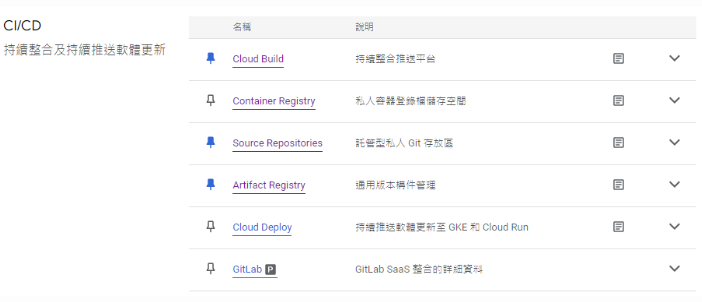 CI/CD
持續整合及持續推送軟體更新
名稱 說明
Cloud Build 持續整合推送平台
Container Registry 私人容器登錄檔儲存空間
Source Repositories 託管型私人 Git 存放區
Artifact Registry 通用版本構件管理
Cloud Deploy 持續推送軟體更新至 GKE 和 Cloud Run
GitLab P GitLab SaaS 整合的詳細資料